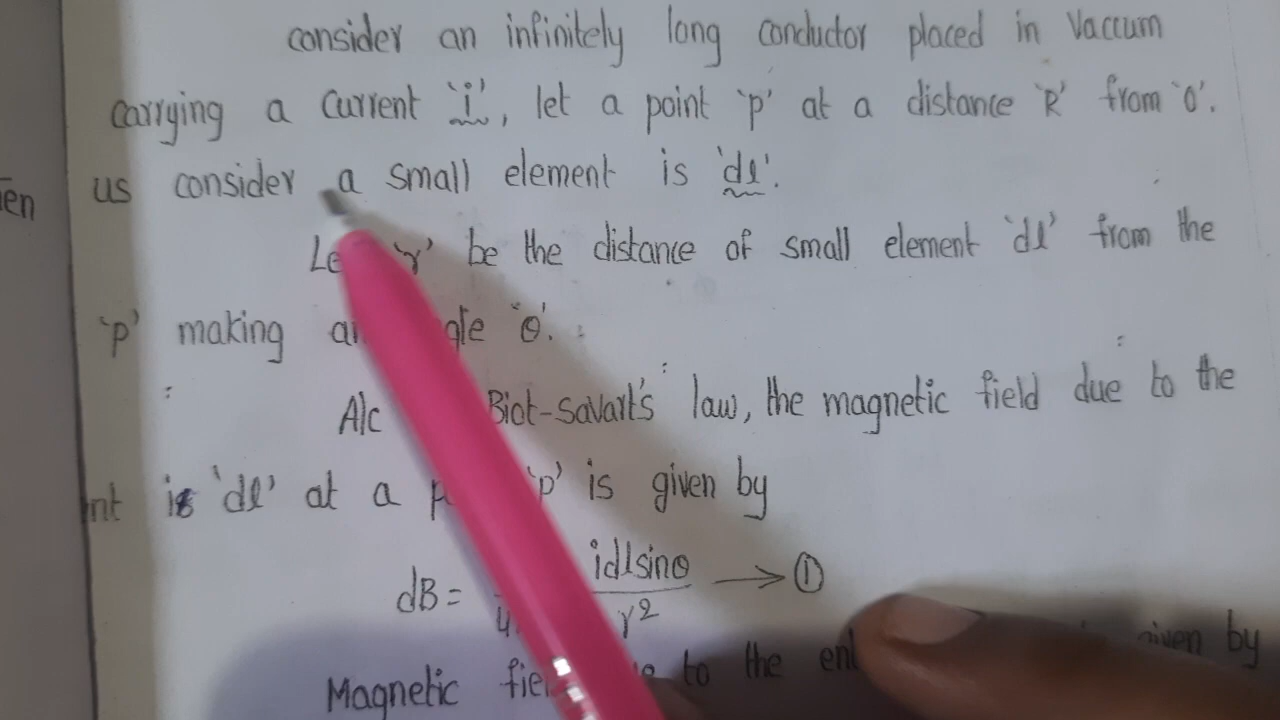 consider an infinitely long conductor placed in Vaccum
carrying a current 'i', let a point 'p' at a distance 'R' from 'o'.
us consider a small element is 'dl'.
be the distance of small element 'dl' from the
'p' making 'θ'.
A/c Biot-savart's law, the magnetic field due to the
is 'dl' at a 'p' is given by
dB = idlsinθ / r² → ①
Magnetic to the given by